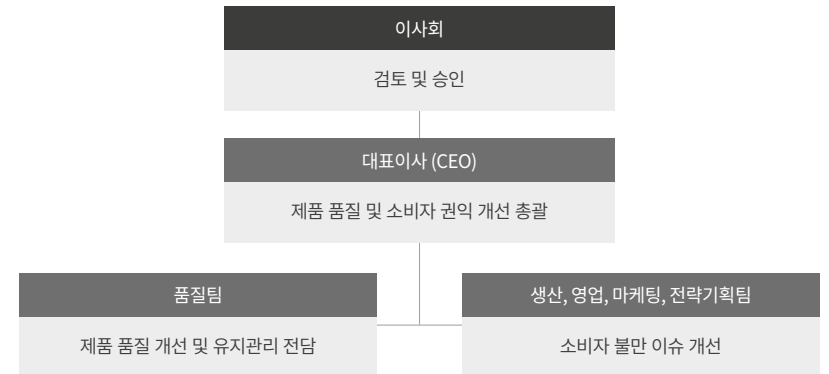 이사회
검토 및 승인
대표이사 (CEO)
제품 품질 및 소비자 권익 개선 총괄
품질팀
제품 품질 개선 및 유지관리 전담
생산, 영업, 마케팅, 전략기획팀
소비자 불만 이슈 개선